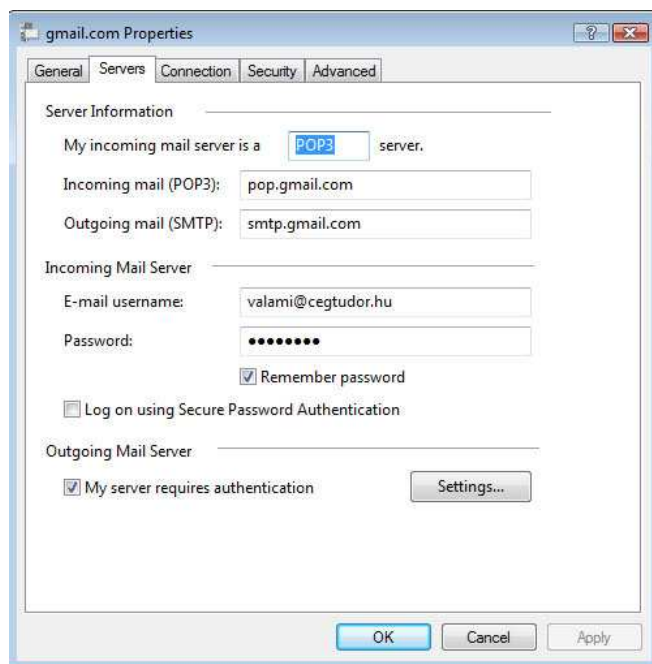 gmail.com Properties
General Servers Connection Security Advanced
Server Information
My incoming mail server is a POP3 server.
Incoming mail (POP3): pop.gmail.com
Outgoing mail (SMTP): smtp.gmail.com
Incoming Mail Server
E-mail username: valami@cegtudor.hu
Password: ●●●●●●●●
Remember password
Log on using Secure Password Authentication
Outgoing Mail Server
My server requires authentication Settings...
OK Cancel Apply